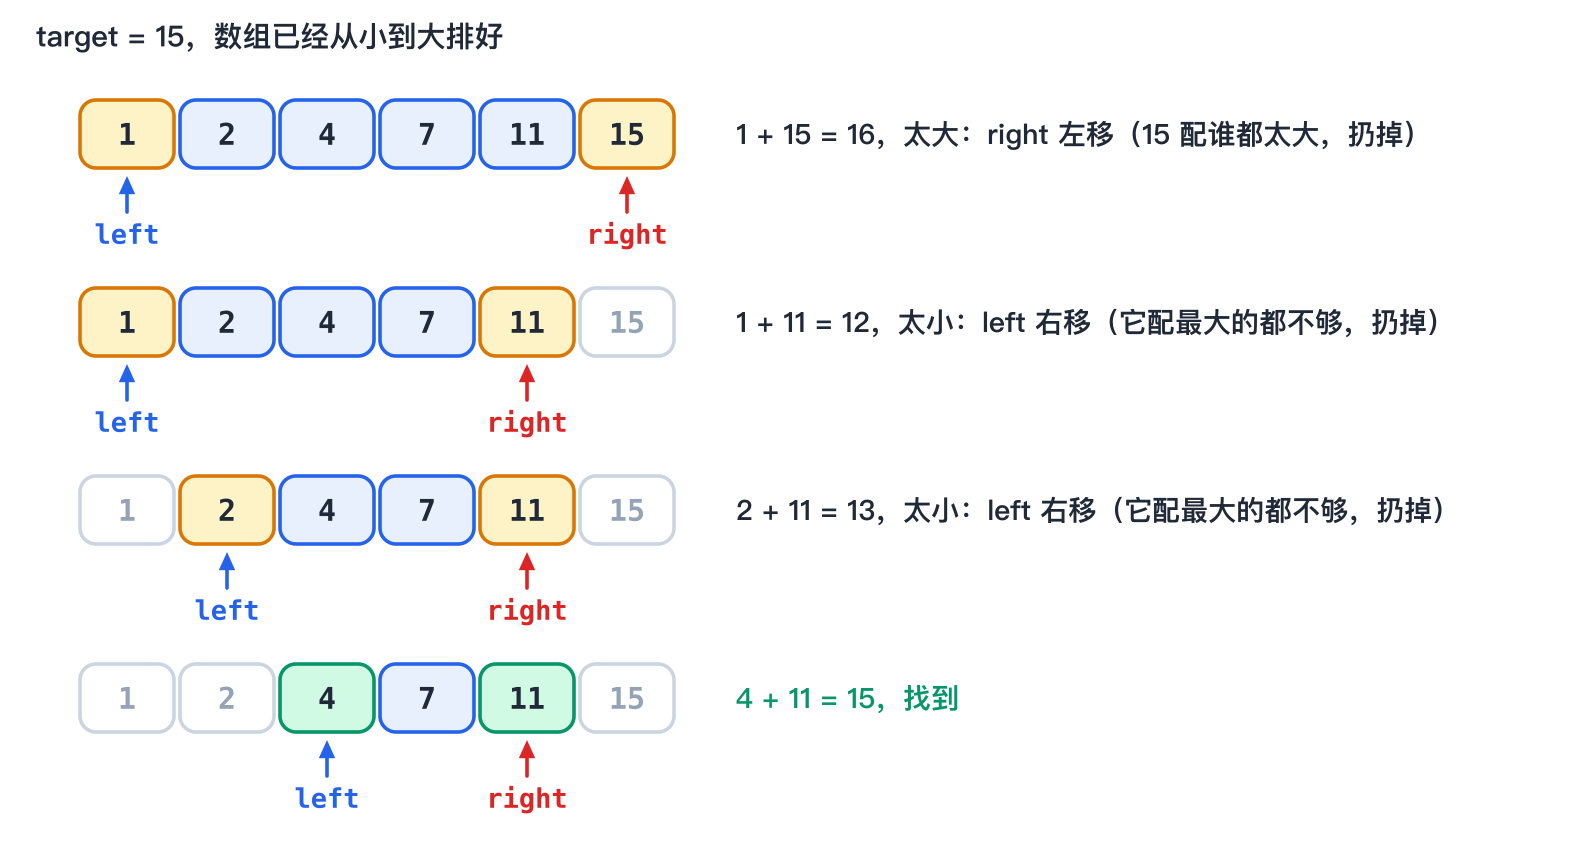 target = 15，数组已经从小到大排好
1 2 4 7 11 15 1 + 15 = 16，太大：right 左移（15 配谁都太大，扔掉）
left right
1 2 4 7 11 15 1 + 11 = 12，太小：left 右移（它配最大的都不够，扔掉）
left right
1 2 4 7 11 15 2 + 11 = 13，太小：left 右移（它配最大的都不够，扔掉）
left right
1 2 4 7 11 15 4 + 11 = 15，找到
left right